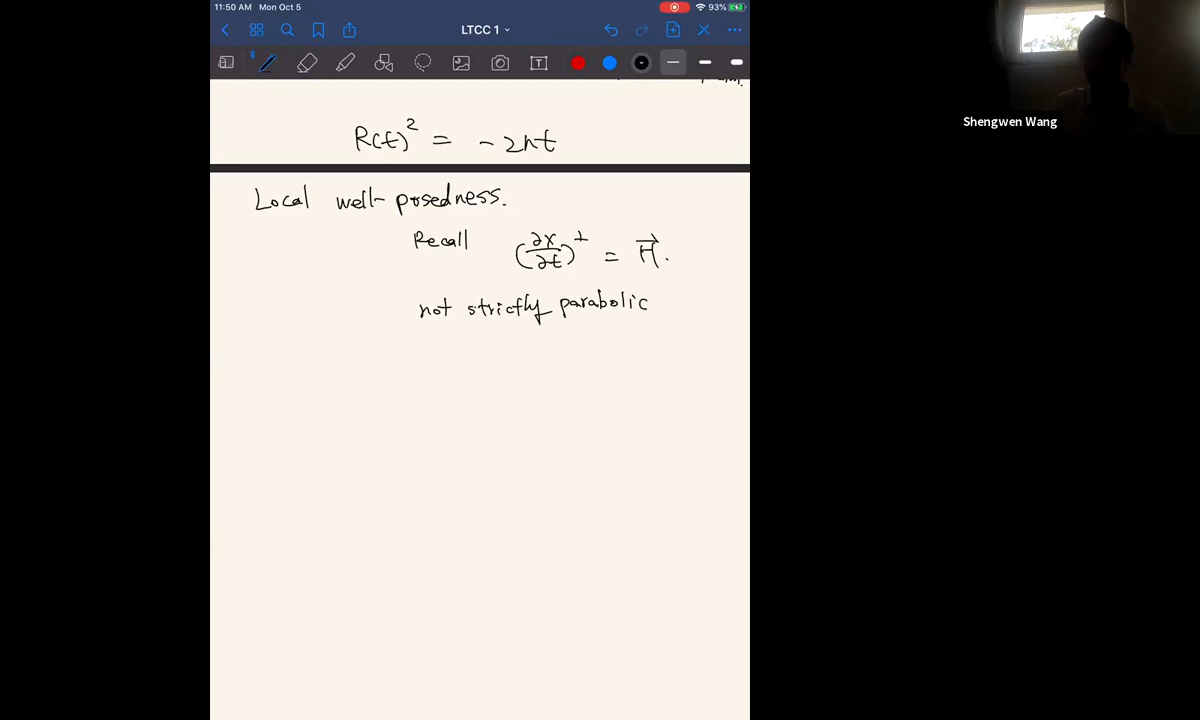 11:50 AM Mon Oct 5
93%
LTCC 1
T
R(t)² = - 2nt
Local well-posedness.
Recall (∂X/∂t)^⊥ = H⃗.
not strictly parabolic
Shengwen Wang